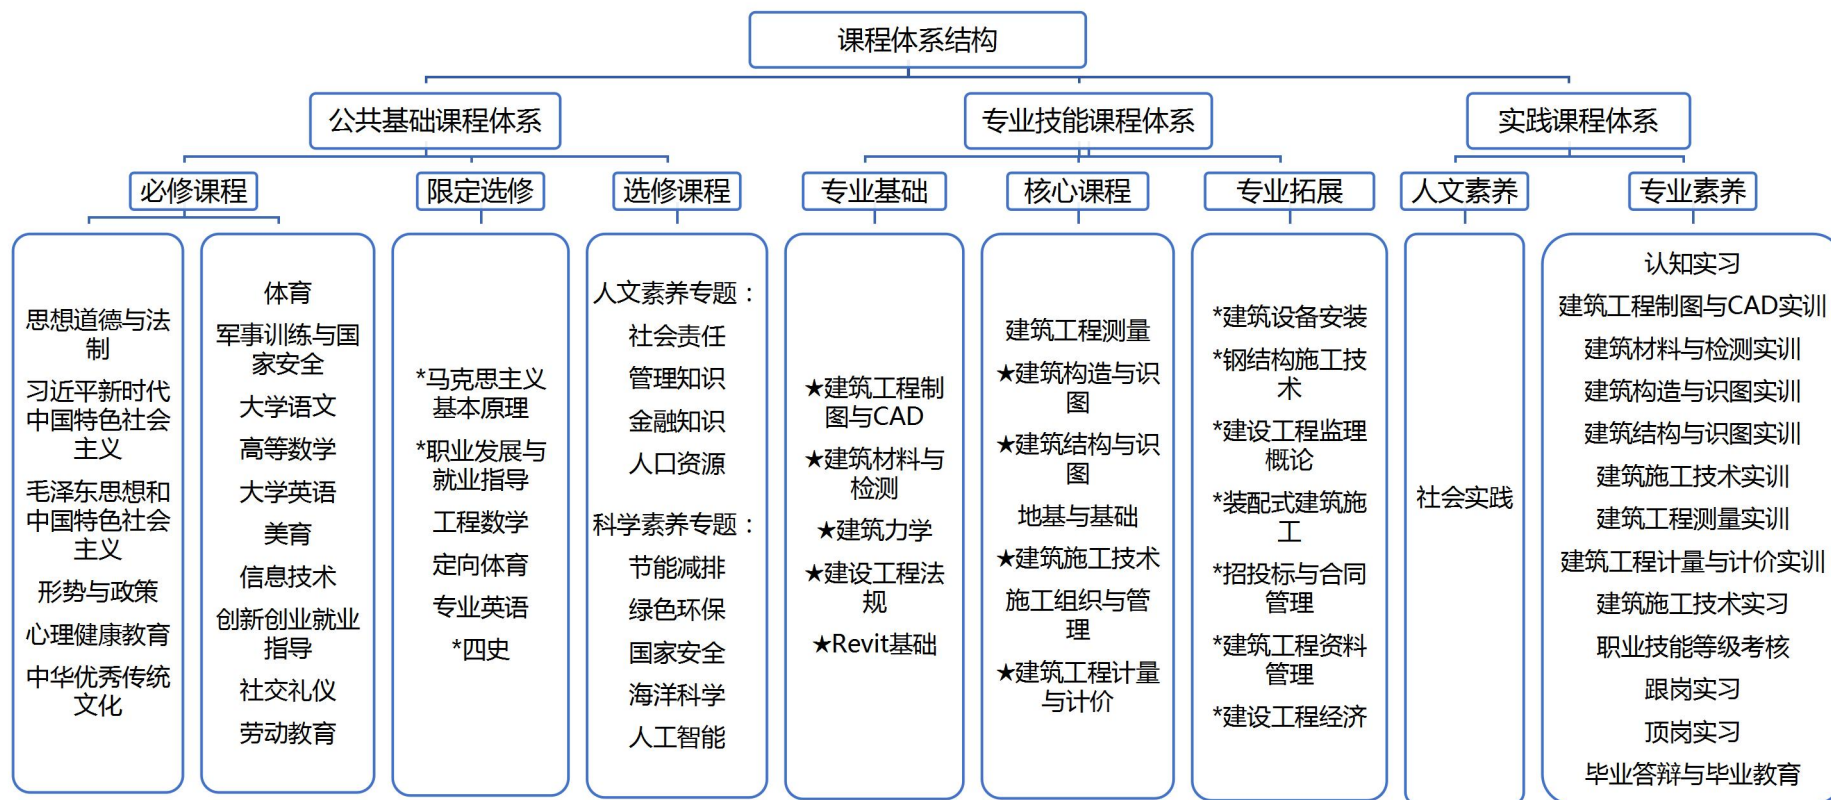 课程体系结构
公共基础课程体系
专业技能课程体系
实践课程体系
必修课程
限定选修
选修课程
专业基础
核心课程
专业拓展
人文素养
专业素养
思想道德与法
制
习近平新时代
中国特色社会
主义
毛泽东思想和
中国特色社会
主义
形势与政策
心理健康教育
中华优秀传统
文化
体育
军事训练与国
家安全
大学语文
高等数学
大学英语
美育
信息技术
创新创业就业
指导
社交礼仪
劳动教育
*马克思主义
基本原理
*职业发展与
就业指导
工程数学
定向体育
专业英语
*四史
人文素养专题：
社会责任
管理知识
金融知识
人口资源
科学素养专题：
节能减排
绿色环保
国家安全
海洋科学
人工智能
★建筑工程制
图与CAD
★建筑材料与
检测
★建筑力学
★建设工程法
规
★Revit基础
建筑工程测量
★建筑构造与识
图
★建筑结构与识
图
地基与基础
★建筑施工技术
施工组织与管
理
★建筑工程计量
与计价
*建筑设备安装
*钢结构施工技
术
*建设工程监理
概论
*装配式建筑施
工
*招投标与合同
管理
*建筑工程资料
管理
*建设工程经济
社会实践
认知实习
建筑工程制图与CAD实训
建筑材料与检测实训
建筑构造与识图实训
建筑结构与识图实训
建筑施工技术实训
建筑工程测量实训
建筑工程计量与计价实训
建筑施工技术实习
职业技能等级考核
跟岗实习
顶岗实习
毕业答辩与毕业教育